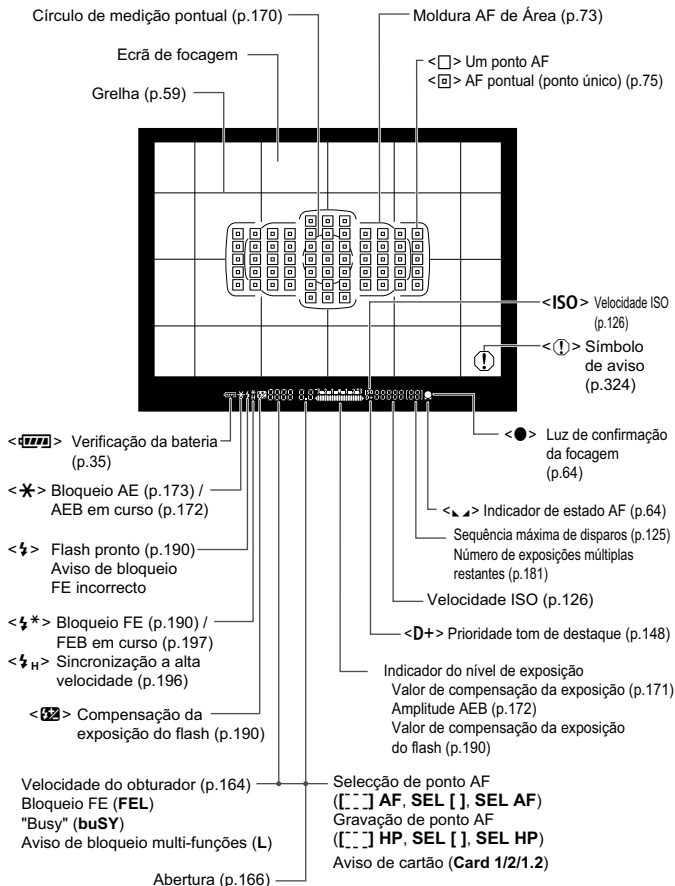 Círculo de medição pontual (p.170)
Moldura AF de Área (p.73)
Ecrã de focagem
<□> Um ponto AF
<▫> AF pontual (ponto único) (p.75)
Grelha (p.59)
<ISO> Velocidade ISO
(p.126)
<!> Símbolo
de aviso
(p.324)
Verificação da bateria
(p.35)
<●> Luz de confirmação
da focagem
(p.64)
<✱> Bloqueio AE (p.173) /
AEB em curso (p.172)
Indicador de estado AF (p.64)
<⚡> Flash pronto (p.190)
Aviso de bloqueio
FE incorrecto
Sequência máxima de disparos (p.125)
Número de exposições múltiplas
restantes (p.181)
Velocidade ISO (p.126)
<⚡*> Bloqueio FE (p.190) /
FEB em curso (p.197)
<D+> Prioridade tom de destaque (p.148)
<⚡H> Sincronização a alta
velocidade (p.196)
Indicador do nível de exposição
Valor de compensação da exposição (p.171)
Amplitude AEB (p.172)
Valor de compensação da exposição
do flash (p.190)
Compensação da
exposição do flash (p.190)
Velocidade do obturador (p.164)
Bloqueio FE (FEL)
"Busy" (buSY)
Aviso de bloqueio multi-funções (L)
Selecção de ponto AF
([---] AF, SEL [ ], SEL AF)
Gravação de ponto AF
([---] HP, SEL [ ], SEL HP)
Aviso de cartão (Card 1/2/1.2)
Abertura (p.166)